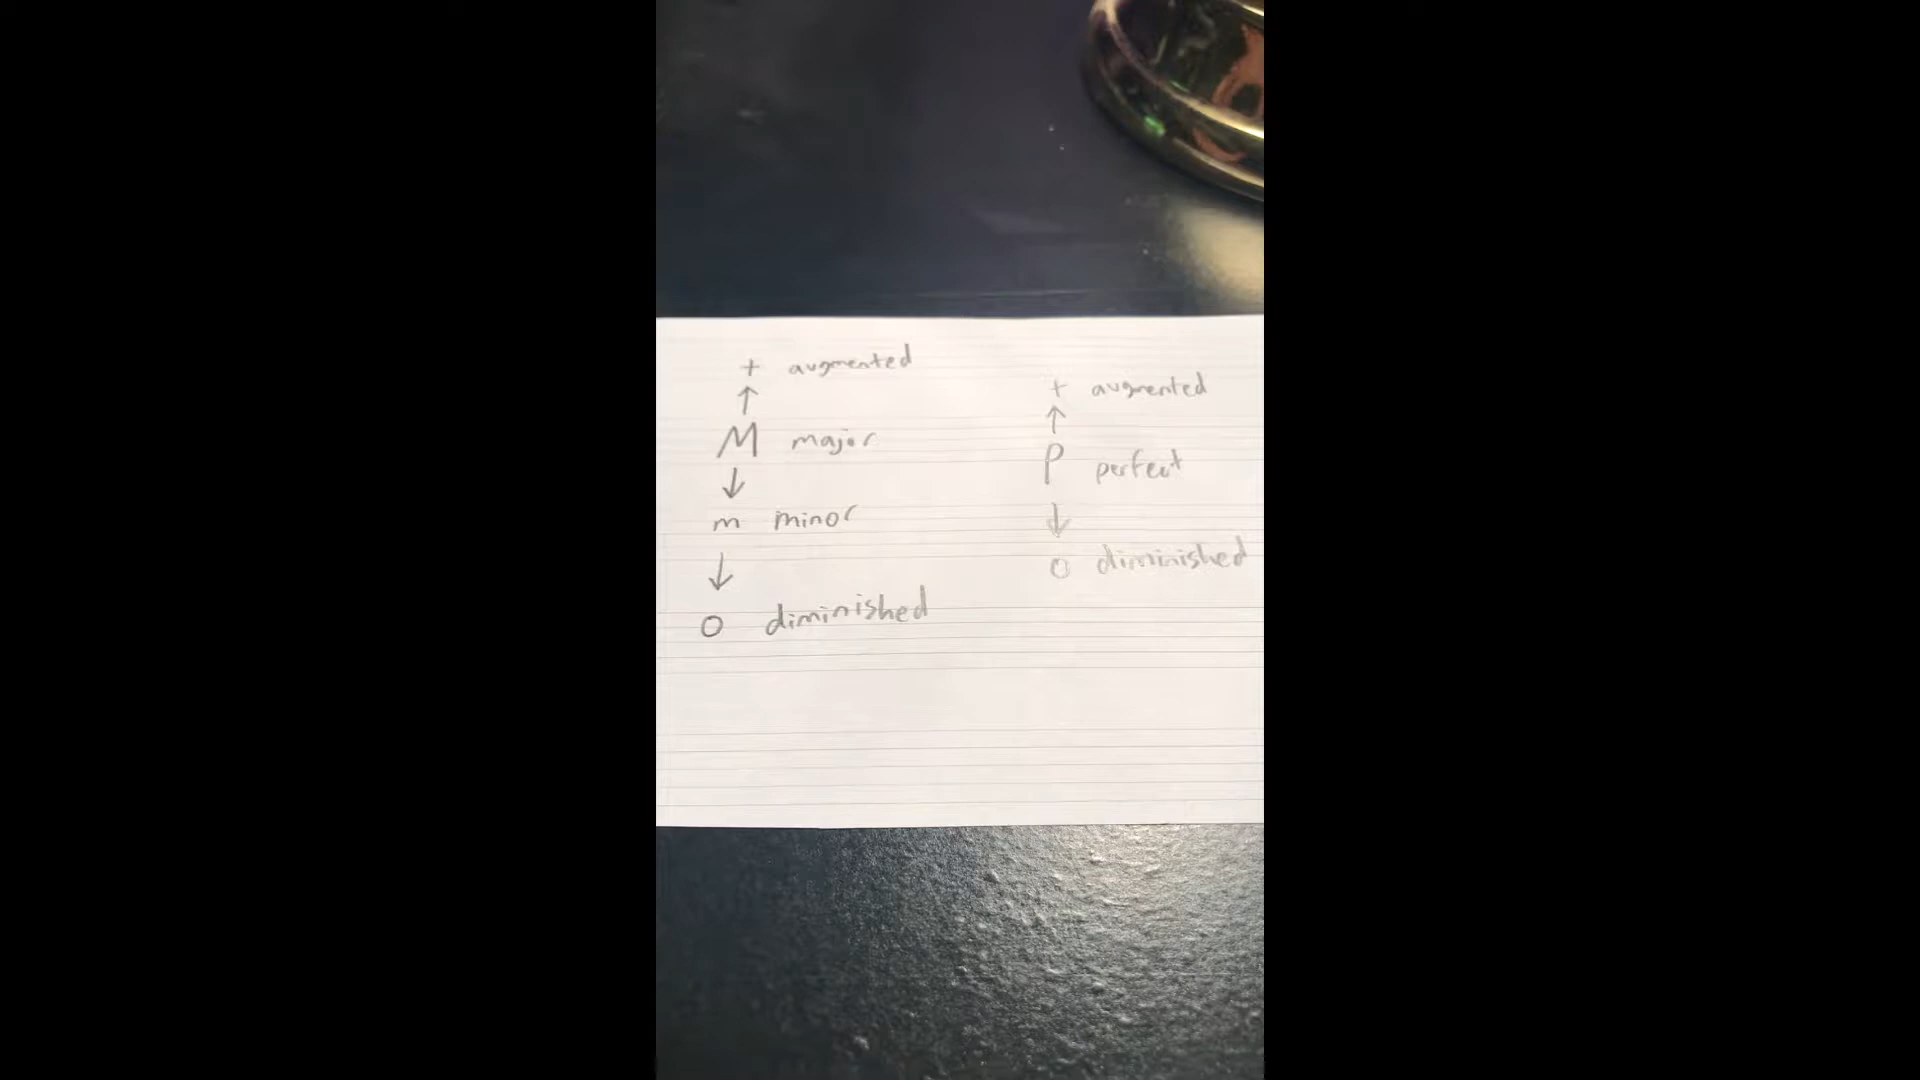 + augmented
↑
M major
↓
m minor
↓
o diminished
+ augmented
↑
P perfect
↓
o diminished